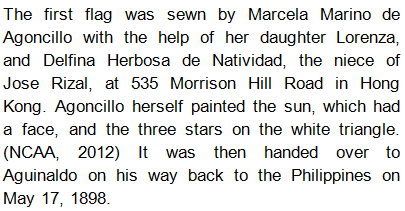 The first flag was sewn by Marcela Marino de
Agoncillo with the help of her daughter Lorenza,
and Delfina Herbosa de Natividad, the niece of
Jose Rizal, at 535 Morrison Hill Road in Hong
Kong. Agoncillo herself painted the sun, which had
a face, and the three stars on the white triangle.
(NCAA, 2012) It was then handed over to
Aguinaldo on his way back to the Philippines on
May 17, 1898.